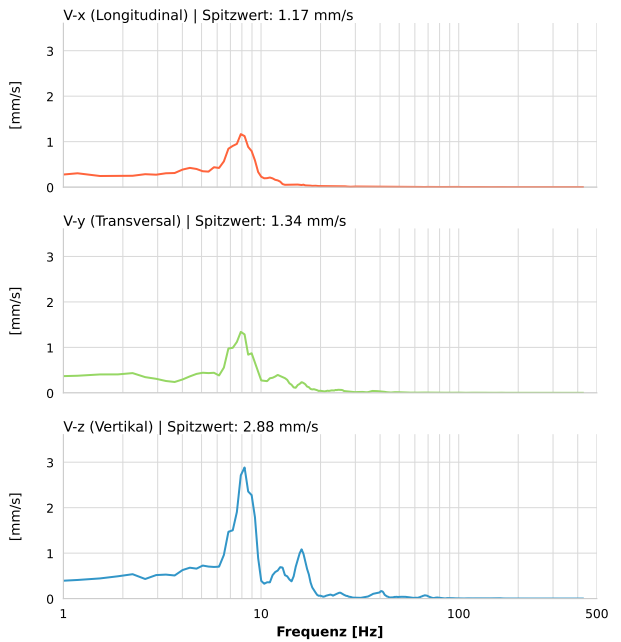 V-x (Longitudinal) | Spitzwert: 1.17 mm/s
3
2
1
0
[mm/s]
V-y (Transversal) | Spitzwert: 1.34 mm/s
3
2
1
0
[mm/s]
V-z (Vertikal) | Spitzwert: 2.88 mm/s
3
2
1
0
[mm/s]
1 10 100 500
Frequenz [Hz]